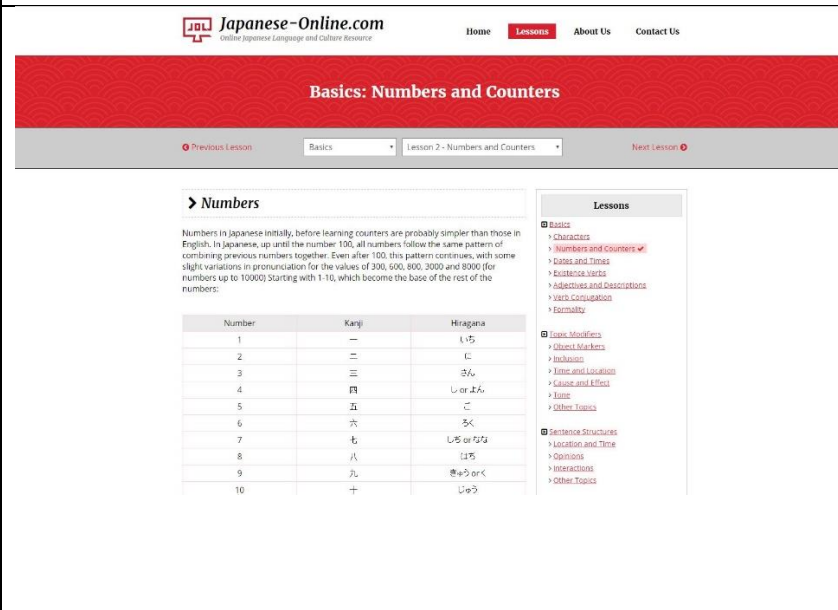 JOL Japanese-Online.com
Online Japanese Language and Culture Resource
Home Lessons About Us Contact Us
Basics: Numbers and Counters
Previous Lesson Basics Lesson 2 - Numbers and Counters Next Lesson
Numbers
Numbers in Japanese initially, before learning counters are probably simpler than those in
English. In Japanese, up until the number 100, all numbers follow the same pattern of
combining previous numbers together. Even after 100, this pattern continues, with some
slight variations in pronunciation for the values of 300, 600, 800, 3000 and 8000 (for
numbers up to 10000) Starting with 1-10, which become the base of the rest of the
numbers:
Number Kanji Hiragana
1 一 いち
2 二 に
3 三 さん
4 四 し or よん
5 五 ご
6 六 ろく
7 七 しち or なな
8 八 はち
9 九 きゅう or く
10 十 じゅう
Lessons
Basics
Characters
Numbers and Counters
Dates and Times
Existence Verbs
Adjectives and Descriptions
Verb Conjugation
Formality
Topic Modifiers
Object Markers
Inclusion
Time and Location
Cause and Effect
Tone
Other Topics
Sentence Structures
Location and Time
Opinions
Interactions
Other Topics